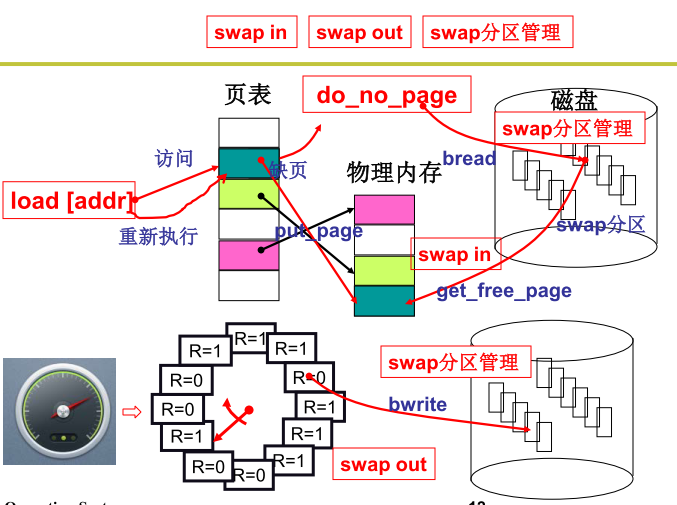 swap in
swap out
swap分区管理
页表
do_no_page
磁盘
swap分区管理
访问
缺页
物理内存
bread
load [addr]
重新执行
put_page
swap分区
swap in
get_free_page
R=1
R=1
R=1
R=0
R=0
R=0
R=1
R=1
R=1
R=0
R=0
R=1
swap分区管理
bwrite
swap out